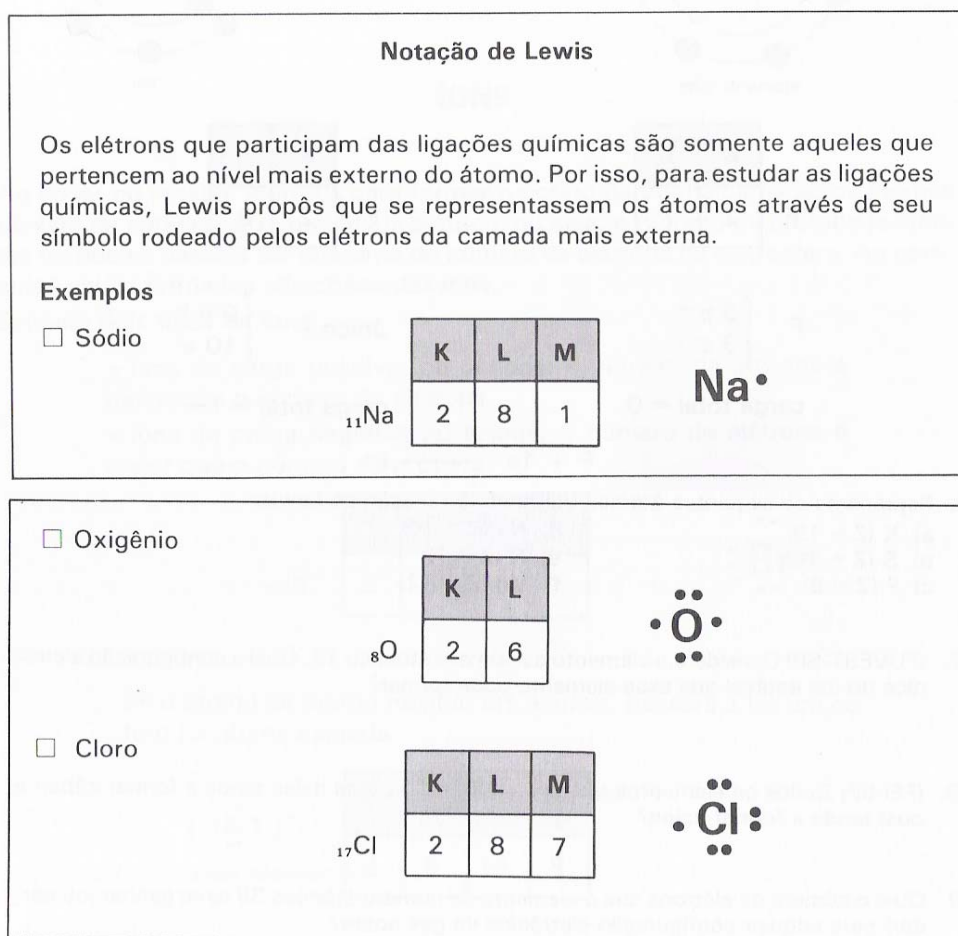 Notação de Lewis
Os elétrons que participam das ligações químicas são somente aqueles que
pertencem ao nível mais externo do átomo. Por isso, para estudar as ligações
químicas, Lewis propôs que se representassem os átomos através de seu
símbolo rodeado pelos elétrons da camada mais externa.
Exemplos
Sódio
K L M
₁₁Na 2 8 1
Na
Oxigênio
K L
₈O 2 6
O
Cloro
K L M
₁₇Cl 2 8 7
Cl